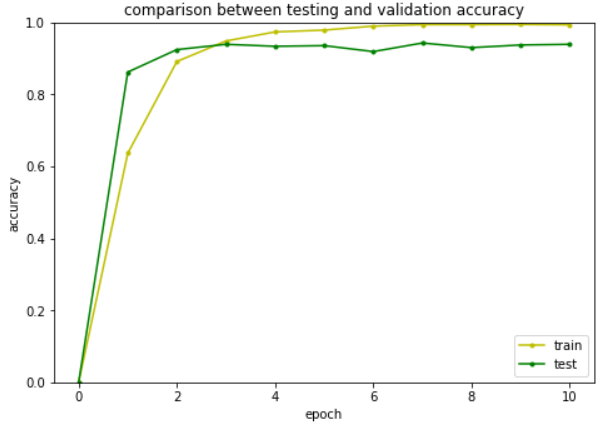 comparison between testing and validation accuracy
1.0
0.8
0.6
0.4
0.2
0.0
accuracy
0 2 4 6 8 10
epoch
train
test